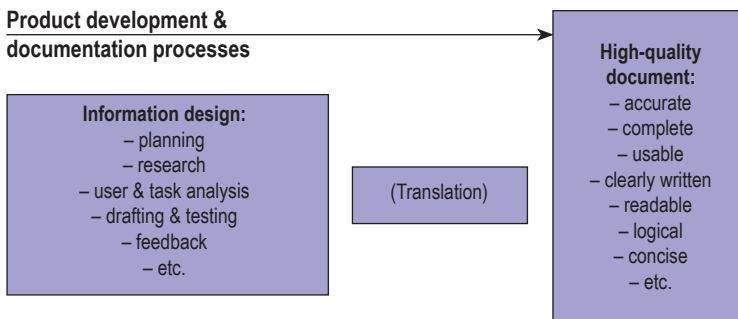 Product development &
documentation processes
Information design:
– planning
– research
– user & task analysis
– drafting & testing
– feedback
– etc.
(Translation)
High-quality
document:
– accurate
– complete
– usable
– clearly written
– readable
– logical
– concise
– etc.